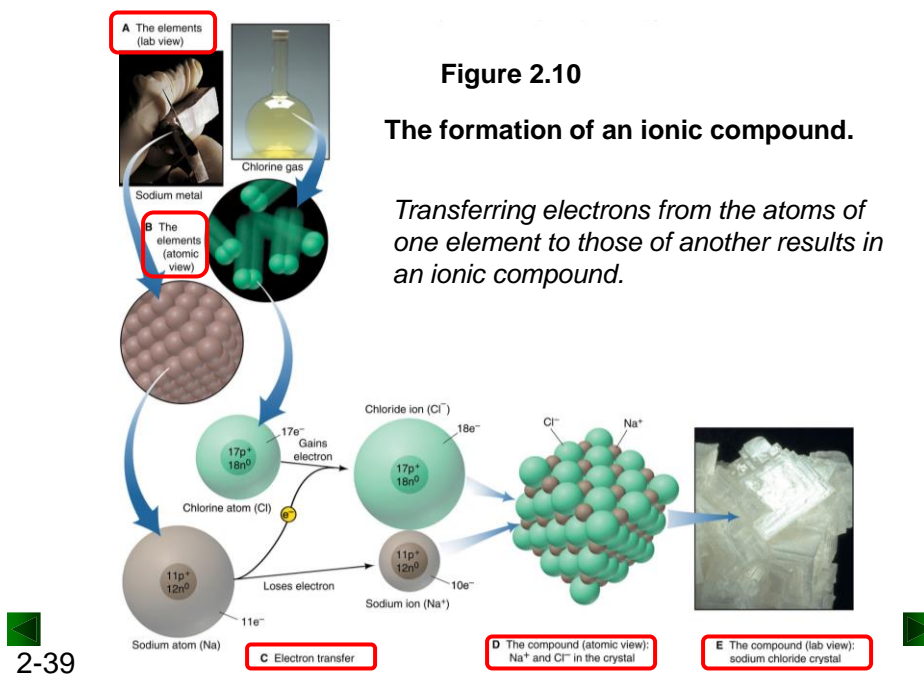 A The elements
(lab view)
Figure 2.10
The formation of an ionic compound.
Chlorine gas
Sodium metal
Transferring electrons from the atoms of
one element to those of another results in
an ionic compound.
B The
elements
(atomic
view)
Chloride ion (Cl⁻)
17e⁻
18e⁻
Gains
electron
17p⁺
18n⁰
17p⁺
18n⁰
Cl⁻
Na⁺
Chlorine atom (Cl)
e⁻
11p⁺
12n⁰
11p⁺
12n⁰
Loses electron
10e⁻
Sodium ion (Na⁺)
11e⁻
Sodium atom (Na)
C Electron transfer
D The compound (atomic view):
Na⁺ and Cl⁻ in the crystal
E The compound (lab view):
sodium chloride crystal
2-39